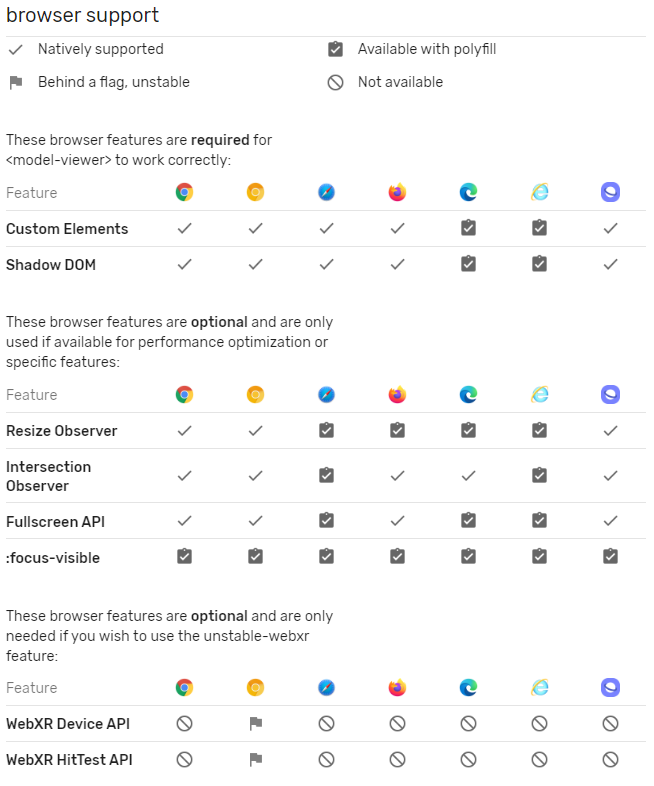 browser support
Natively supported
Available with polyfill
Behind a flag, unstable
Not available
These browser features are required for
<model-viewer> to work correctly:
Feature
Custom Elements
Shadow DOM
These browser features are optional and are only
used if available for performance optimization or
specific features:
Feature
Resize Observer
Intersection
Observer
Fullscreen API
:focus-visible
These browser features are optional and are only
needed if you wish to use the unstable-webxr
feature:
Feature
WebXR Device API
WebXR HitTest API